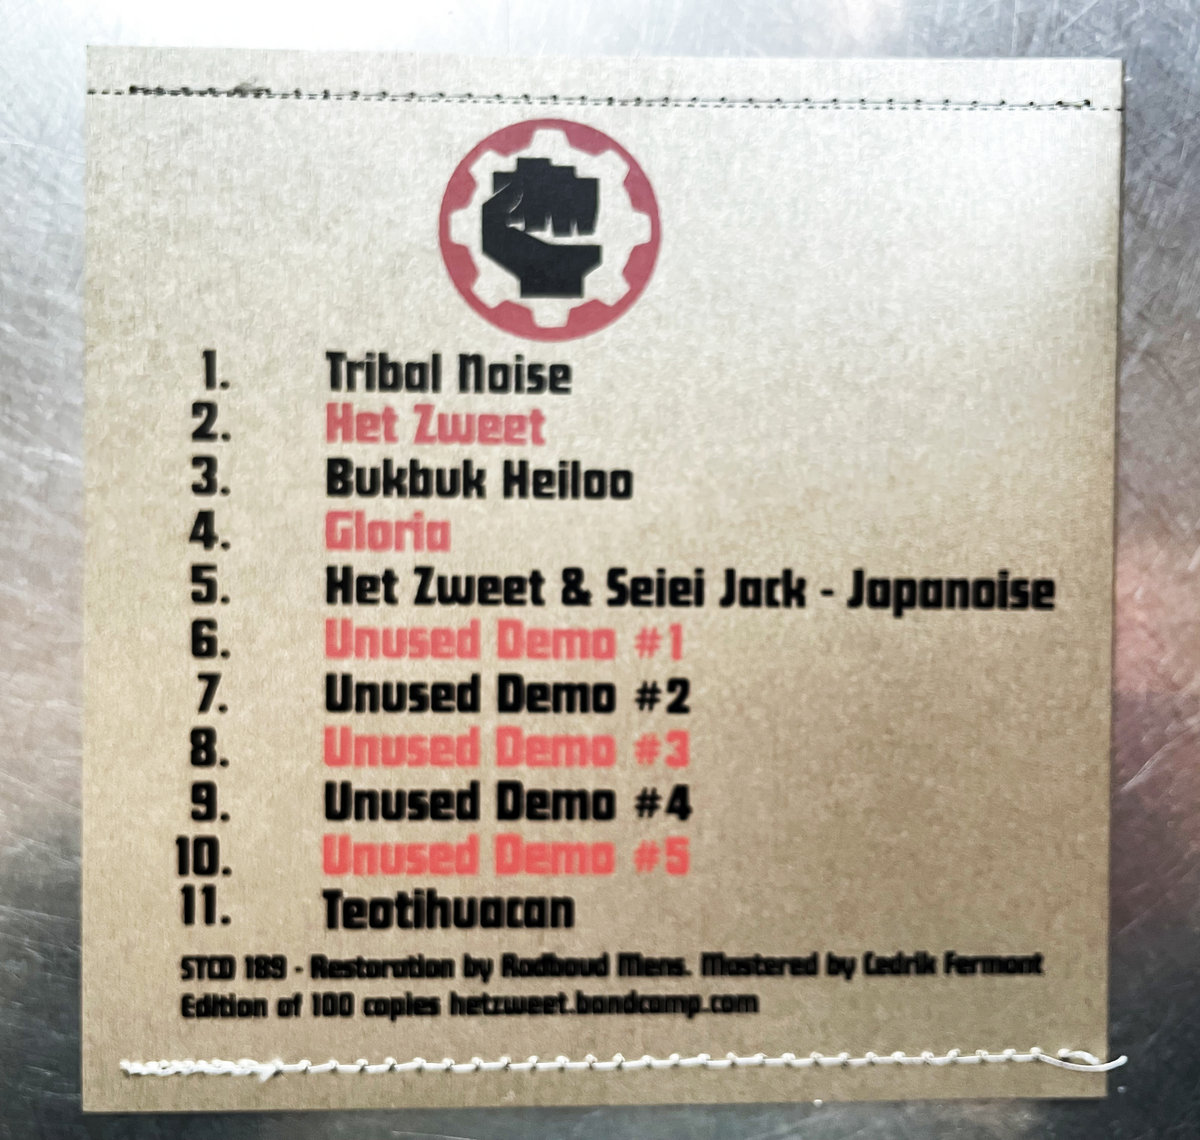 1. Tribal Noise
2. Het Zweet
3. Bukbuk Heiloo
4. Gloria
5. Het Zweet & Seiei Jack - Japanoise
6. Unused Demo #1
7. Unused Demo #2
8. Unused Demo #3
9. Unused Demo #4
10. Unused Demo #5
11. Teotihuacan
STCD 189 - Restoration by Radboud Mens. Mastered by Cedrik Fermont
Edition of 100 copies hetzweet.bandcamp.com